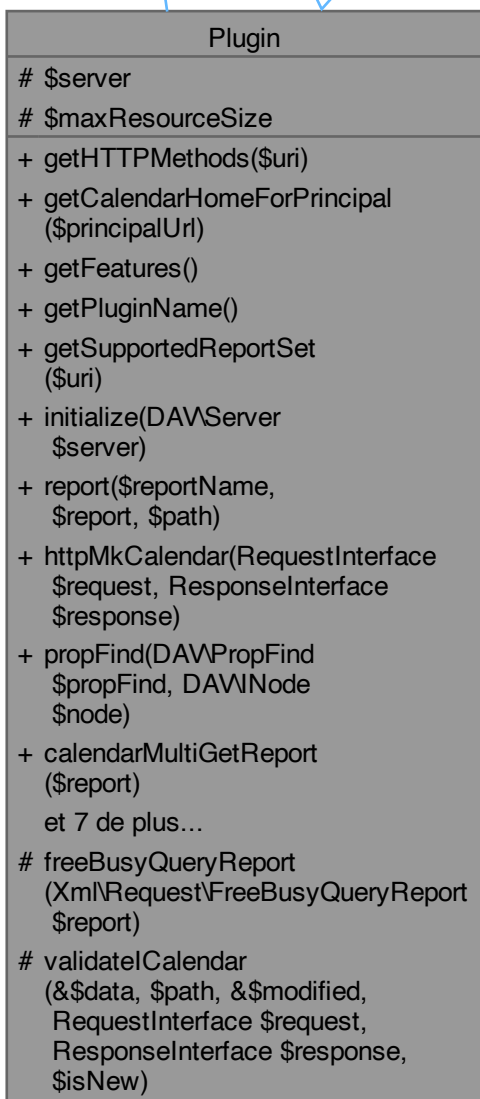 Plugin
# $server
# $maxResourceSize
+ getHTTPMethods($uri)
+ getCalendarHomeForPrincipal
($principalUrl)
+ getFeatures()
+ getPluginName()
+ getSupportedReportSet
($uri)
+ initialize(DAV\Server
$server)
+ report($reportName,
$report, $path)
+ httpMkCalendar(RequestInterface
$request, ResponseInterface
$response)
+ propFind(DAV\PropFind
$propFind, DAV\INode
$node)
+ calendarMultiGetReport
($report)
et 7 de plus...
# freeBusyQueryReport
(Xml\Request\FreeBusyQueryReport
$report)
# validateICalendar
(&$data, $path, &$modified,
RequestInterface $request,
ResponseInterface $response,
$isNew)